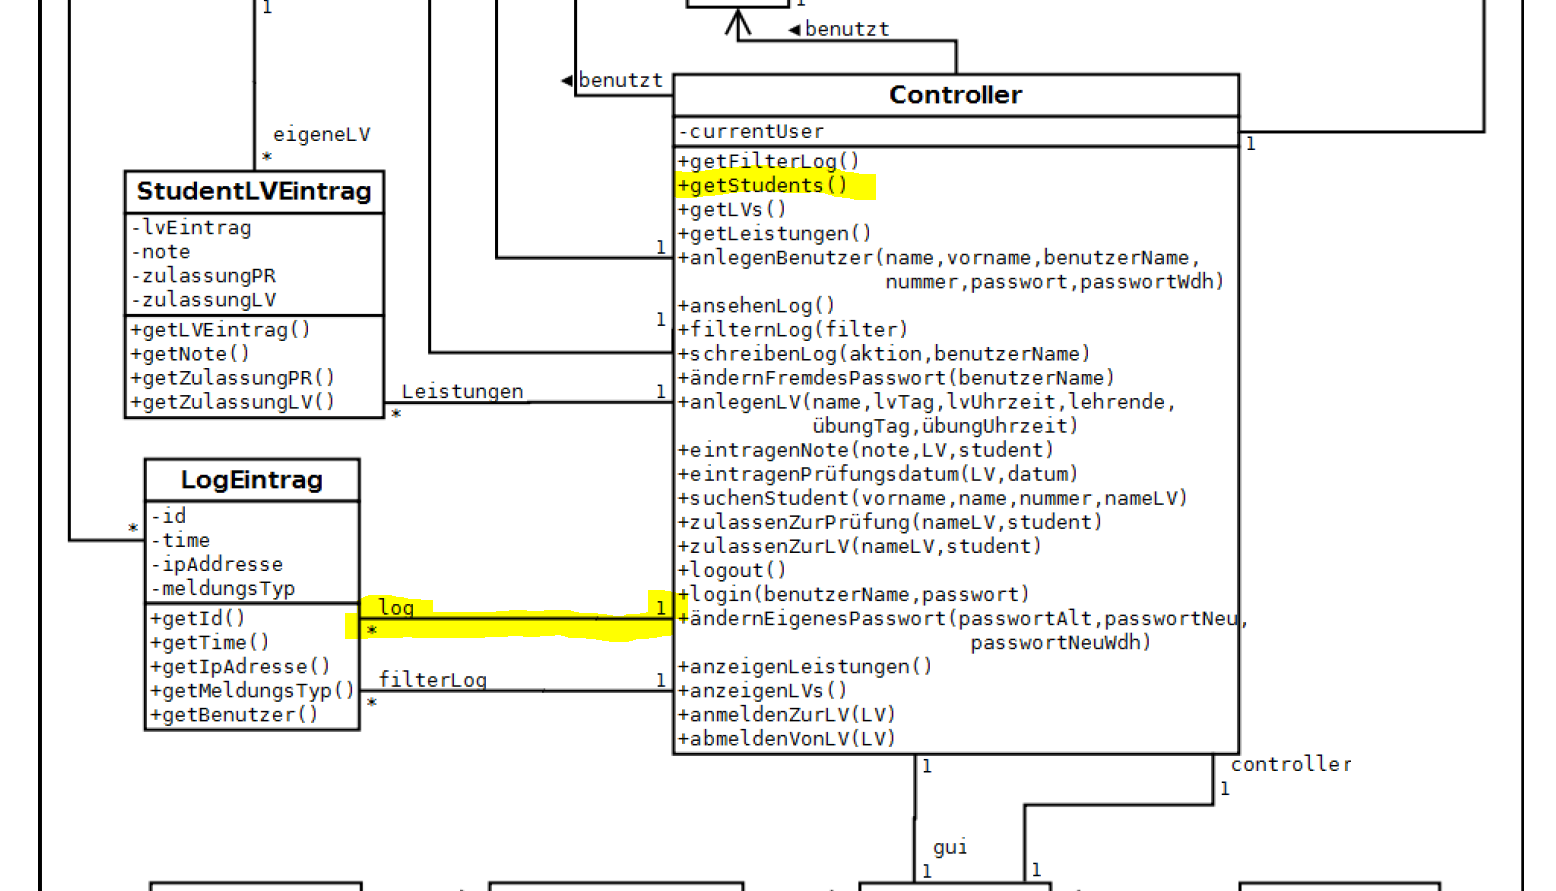 1
1
◄benutzt
◄benutzt
eigeneLV
*
StudentLVEintrag
-lvEintrag
-note
-zulassungPR
-zulassungLV
+getLVEintrag()
+getNote()
+getZulassungPR()
+getZulassungLV()
Leistungen
*
1
1
1
1
LogEintrag
*
-id
-time
-ipAddresse
-meldungsTyp
+getId()
+getTime()
+getIpAdresse()
+getMeldungsTyp()
+getBenutzer()
log
*
1
filterLog
*
1
Controller
-currentUser
+getFilterLog()
+getStudents()
+getLVs()
+getLeistungen()
+anlegenBenutzer(name,vorname,benutzerName,
nummer,passwort,passwortWdh)
+ansehenLog()
+filternLog(filter)
+schreibenLog(aktion,benutzerName)
+ändernFremdesPasswort(benutzerName)
+anlegenLV(name,lvTag,lvUhrzeit,lehrende,
übungTag,übungUhrzeit)
+eintragenNote(note,LV,student)
+eintragenPrüfungsdatum(LV,datum)
+suchenStudent(vorname,name,nummer,nameLV)
+zulassenZurPrüfung(nameLV,student)
+zulassenZurLV(nameLV,student)
+logout()
+login(benutzerName,passwort)
+ändernEigenesPasswort(passwortAlt,passwortNeu,
passwortNeuWdh)
+anzeigenLeistungen()
+anzeigenLVs()
+anmeldenZurLV(LV)
+abmeldenVonLV(LV)
1
controller
1
gui
1
1